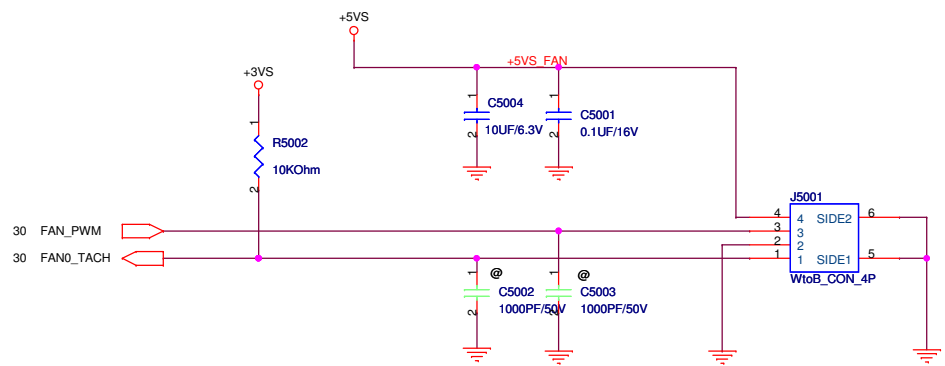 +5VS
+5VS_FAN
+3VS
1
1
1
C5004
C5001
10UF/6.3V
0.1UF/16V
2
2
1
R5002
10KOhm
2
J5001
4 4 SIDE2 6
30 FAN_PWM
3 3
2 2
30 FAN0_TACH
1 1 SIDE1 5
WtoB_CON_4P
1 @
1 @
C5002
C5003
1000PF/50V
1000PF/50V
2
2